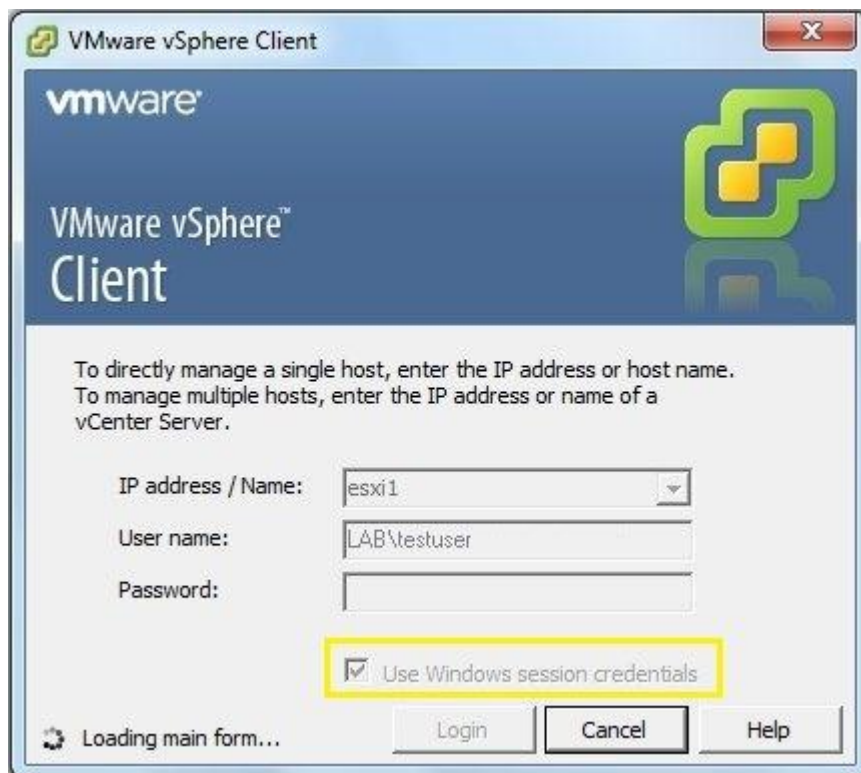 VMware vSphere Client
vmware
VMware vSphere™
Client
To directly manage a single host, enter the IP address or host name.
To manage multiple hosts, enter the IP address or name of a
vCenter Server.
IP address / Name: esxi1
User name: LAB\testuser
Password:
Use Windows session credentials
Loading main form... Login Cancel Help